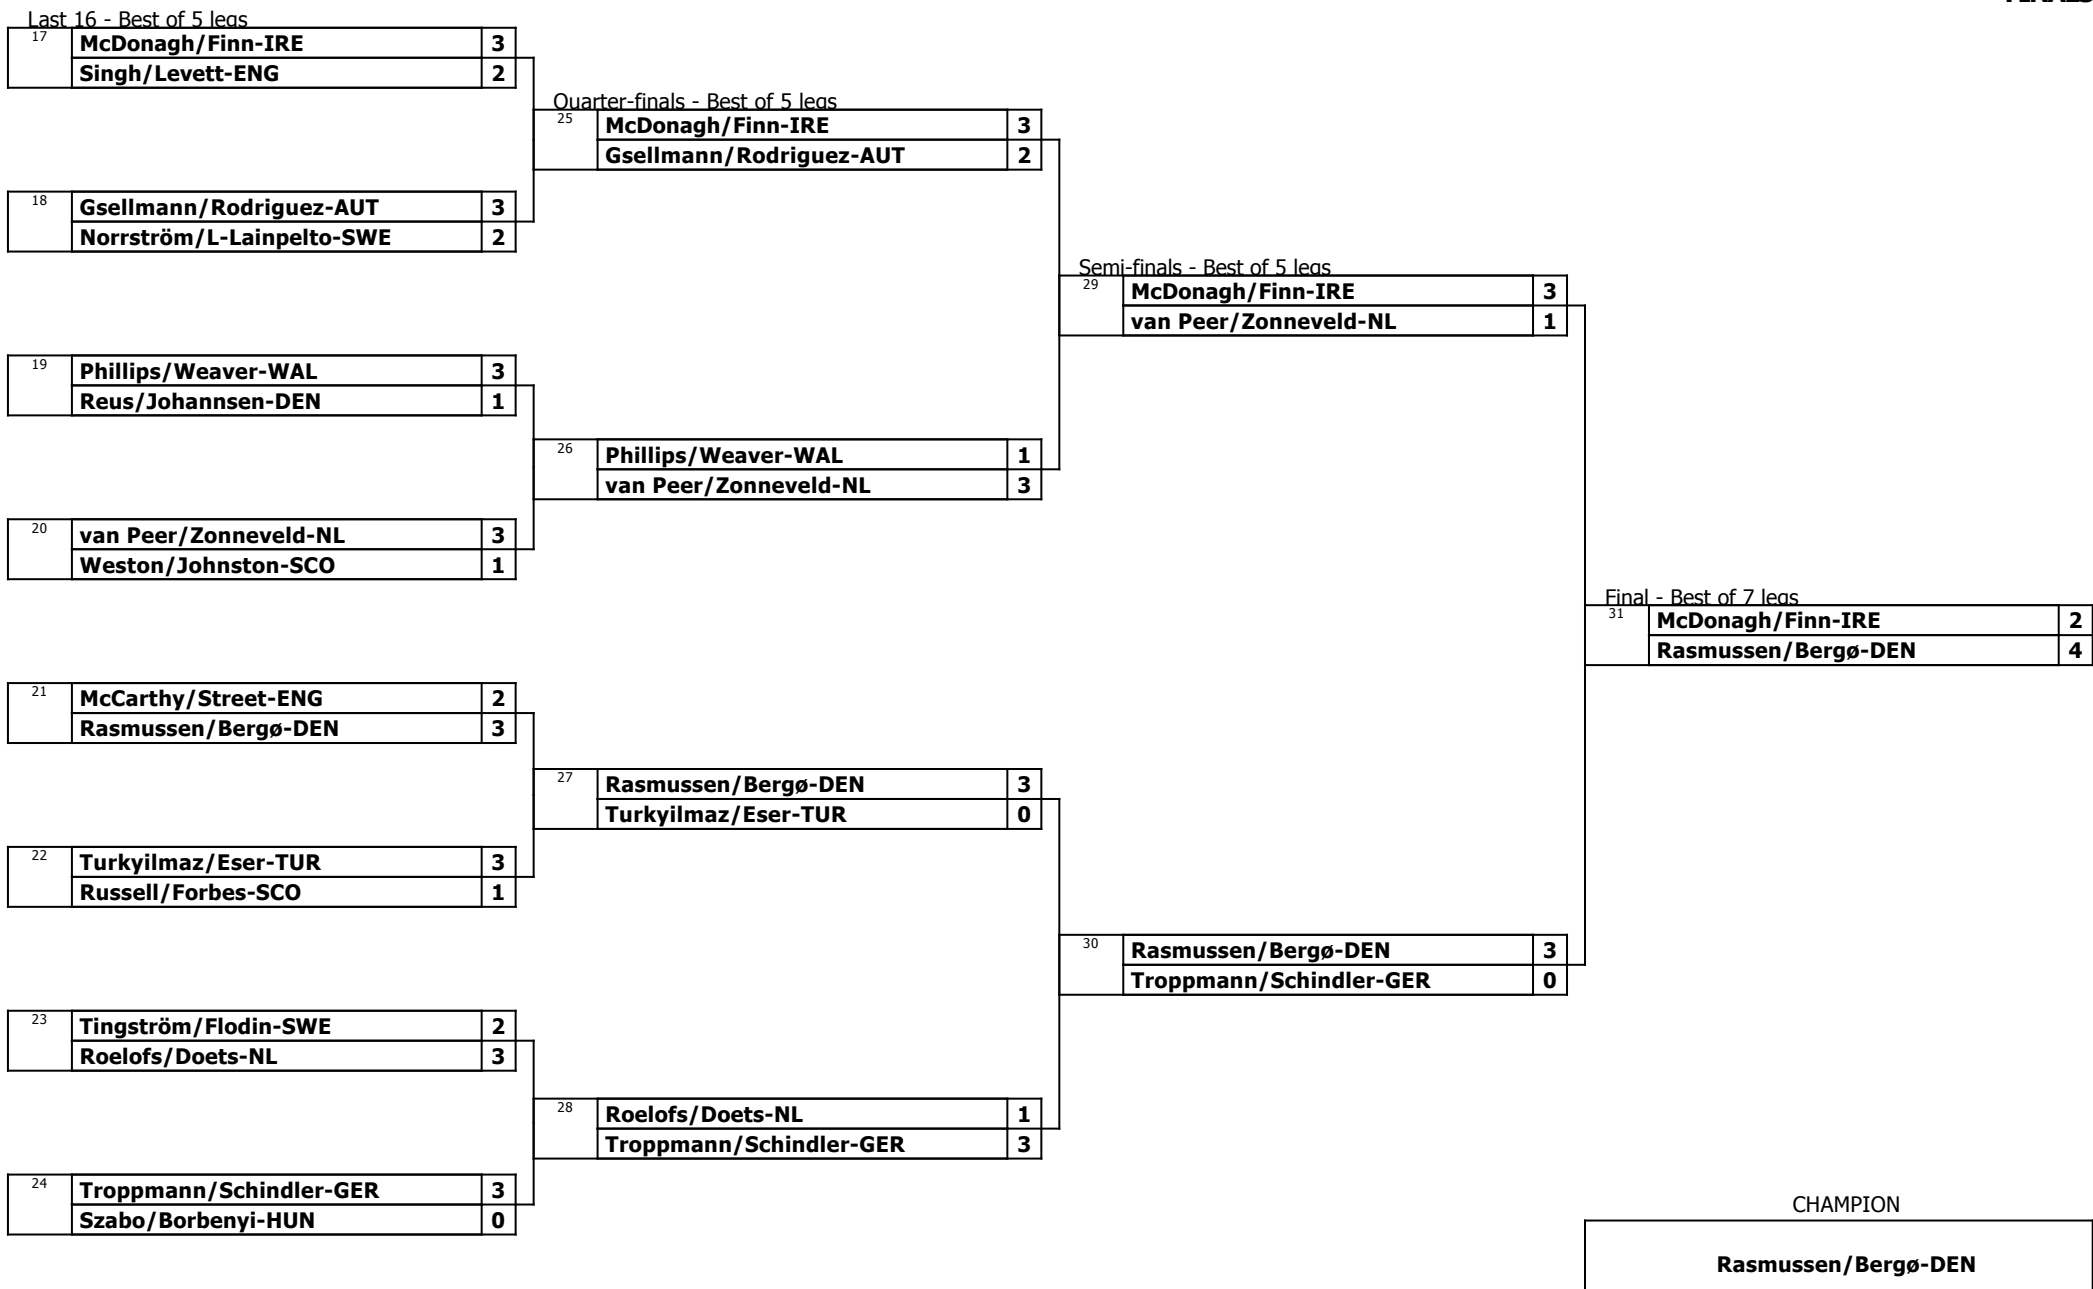 Last 16 - Best of 5 legs
17 McDonagh/Finn-IRE 3
Singh/Levett-ENG 2
Quarter-finals - Best of 5 legs
25 McDonagh/Finn-IRE 3
Gsellmann/Rodriguez-AUT 2
18 Gsellmann/Rodriguez-AUT 3
Norrström/L-Lainpelto-SWE 2
Semi-finals - Best of 5 legs
29 McDonagh/Finn-IRE 3
van Peer/Zonneveld-NL 1
19 Phillips/Weaver-WAL 3
Reus/Johannsen-DEN 1
26 Phillips/Weaver-WAL 1
van Peer/Zonneveld-NL 3
20 van Peer/Zonneveld-NL 3
Weston/Johnston-SCO 1
Final - Best of 7 legs
31 McDonagh/Finn-IRE 2
Rasmussen/Bergø-DEN 4
21 McCarthy/Street-ENG 2
Rasmussen/Bergø-DEN 3
27 Rasmussen/Bergø-DEN 3
Turkyilmaz/Eser-TUR 0
22 Turkyilmaz/Eser-TUR 3
Russell/Forbes-SCO 1
30 Rasmussen/Bergø-DEN 3
Troppmann/Schindler-GER 0
23 Tingström/Flodin-SWE 2
Roelofs/Doets-NL 3
28 Roelofs/Doets-NL 1
Troppmann/Schindler-GER 3
24 Troppmann/Schindler-GER 3
Szabo/Borbenyi-HUN 0
CHAMPION
Rasmussen/Bergø-DEN